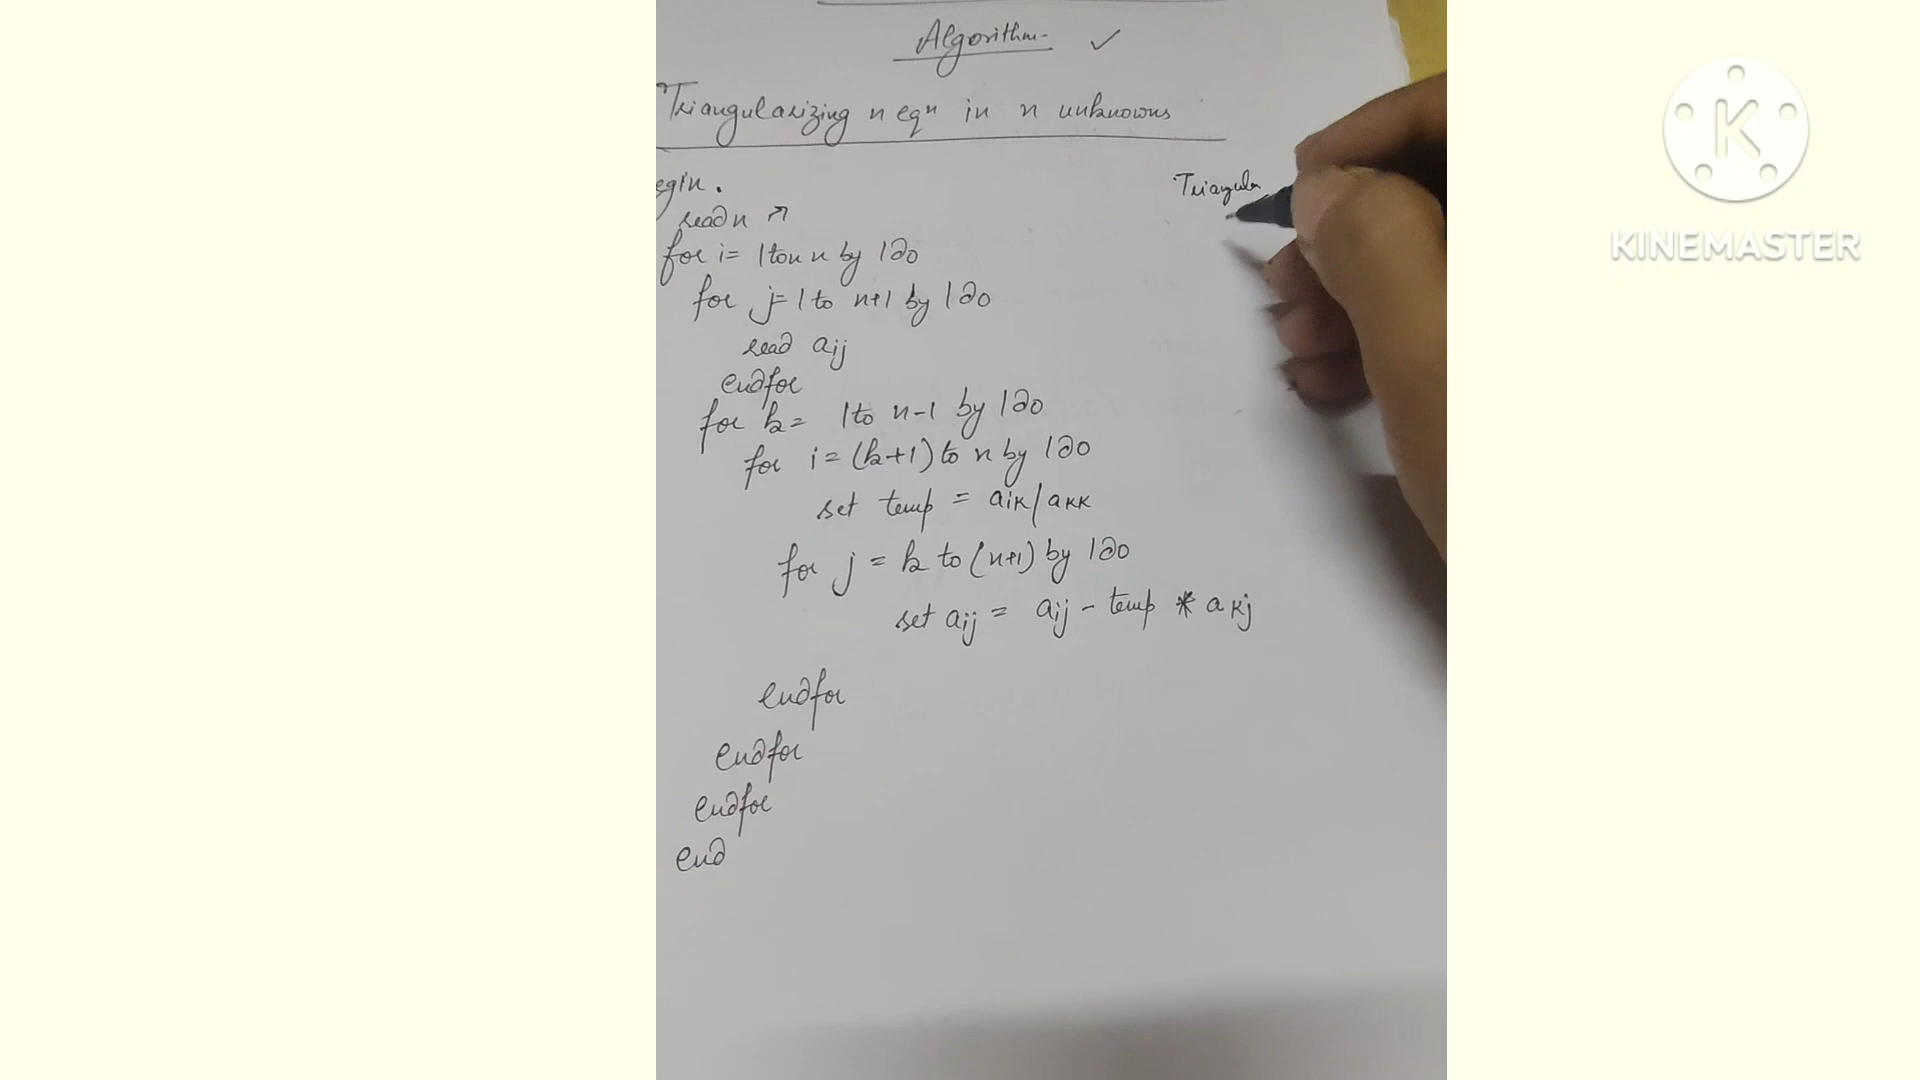 Algorithm
Triangularizing n eqn in n unknowns
egin.
read n
for i = 1 to n by 1 do
for j = 1 to n+1 by 1 do
read aij
endfor
for k = 1 to n-1 by 1 do
for i = (k+1) to n by 1 do
set temp = aik/akk
for j = k to (n+1) by 1 do
set aij = aij - temp * akj
endfor
endfor
endfor
end
Triangular
K
KINEMASTER